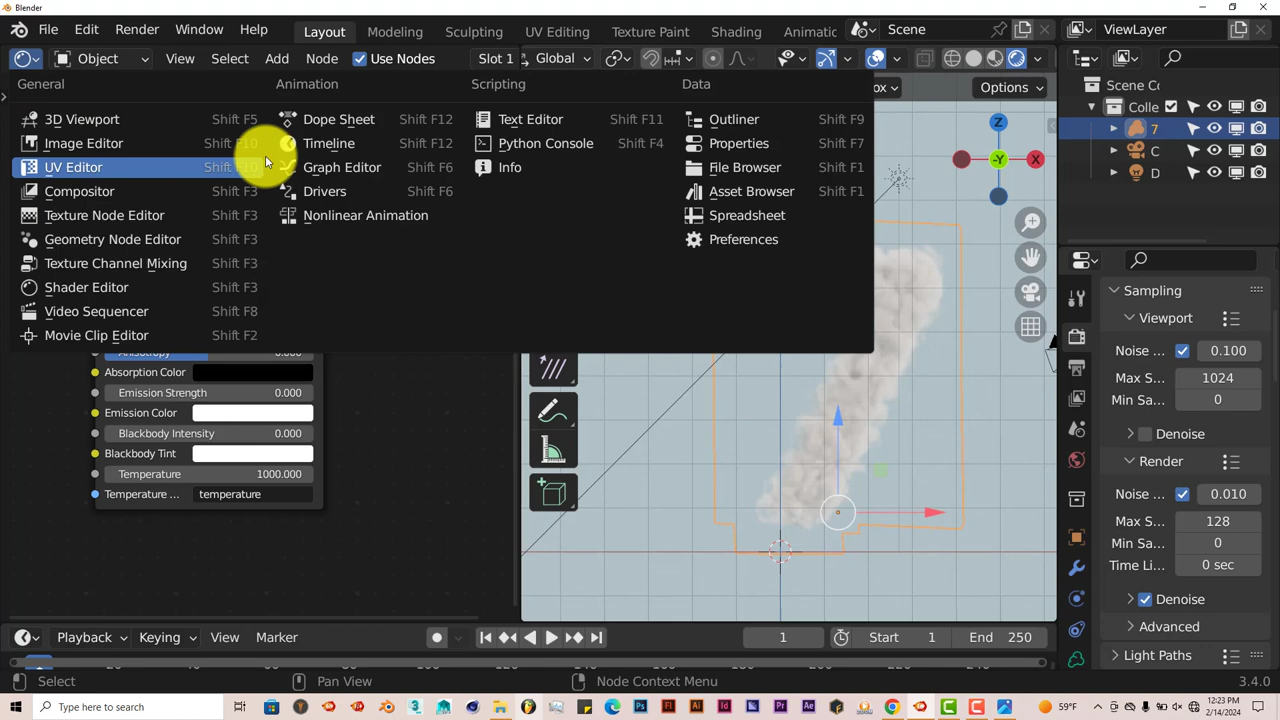 Blender
File Edit Render Window Help Layout Modeling Sculpting UV Editing Texture Paint Shading Animatic Scene ViewLayer
Object View Select Add Node Use Nodes Slot 1 Global
General Animation Scripting Data
3D Viewport Shift F5 Dope Sheet Shift F12 Text Editor Shift F11 Outliner Shift F9
Image Editor Shift F10 Timeline Shift F12 Python Console Shift F4 Properties Shift F7
UV Editor Shift F10 Graph Editor Shift F6 Info File Browser Shift F1
Compositor Shift F3 Drivers Shift F6 Asset Browser Shift F1
Texture Node Editor Shift F3 Nonlinear Animation Spreadsheet
Geometry Node Editor Shift F3 Preferences
Texture Channel Mixing Shift F3
Shader Editor Shift F3
Video Sequencer Shift F8
Movie Clip Editor Shift F2
Anisotropy 0.000
Absorption Color
Emission Strength 0.000
Emission Color
Blackbody Intensity 0.000
Blackbody Tint
Temperature 1000.000
Temperature ... temperature
ox Options
Z
-Y X
Scene Cc
Colle
7
C
D
Sampling
Viewport
Noise ... 0.100
Max S... 1024
Min Sa... 0
Denoise
Render
Noise ... 0.010
Max S... 128
Min Sa... 0
Time Li... 0 sec
Denoise
Advanced
Light Paths
Playback Keying View Marker 1 Start 1 End 250
Select Pan View Node Context Menu 3.4.0
Type here to search 59°F 12:23 PM
2/14/2024